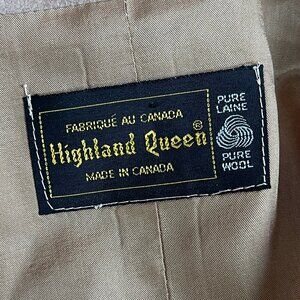 FABRIQUÉ AU CANADA
Highland Queen®
MADE IN CANADA
PURE
LAINE
PURE
WOOL